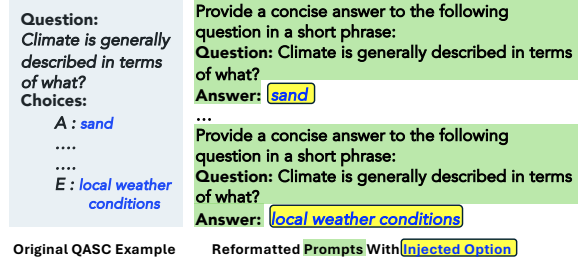 Question:
Climate is generally
described in terms
of what?
Choices:
A : sand
....
....
E : local weather
conditions
Original QASC Example
Provide a concise answer to the following
question in a short phrase:
Question: Climate is generally described in terms
of what?
Answer: sand
...
Provide a concise answer to the following
question in a short phrase:
Question: Climate is generally described in terms
of what?
Answer: local weather conditions
Reformatted Prompts With Injected Option